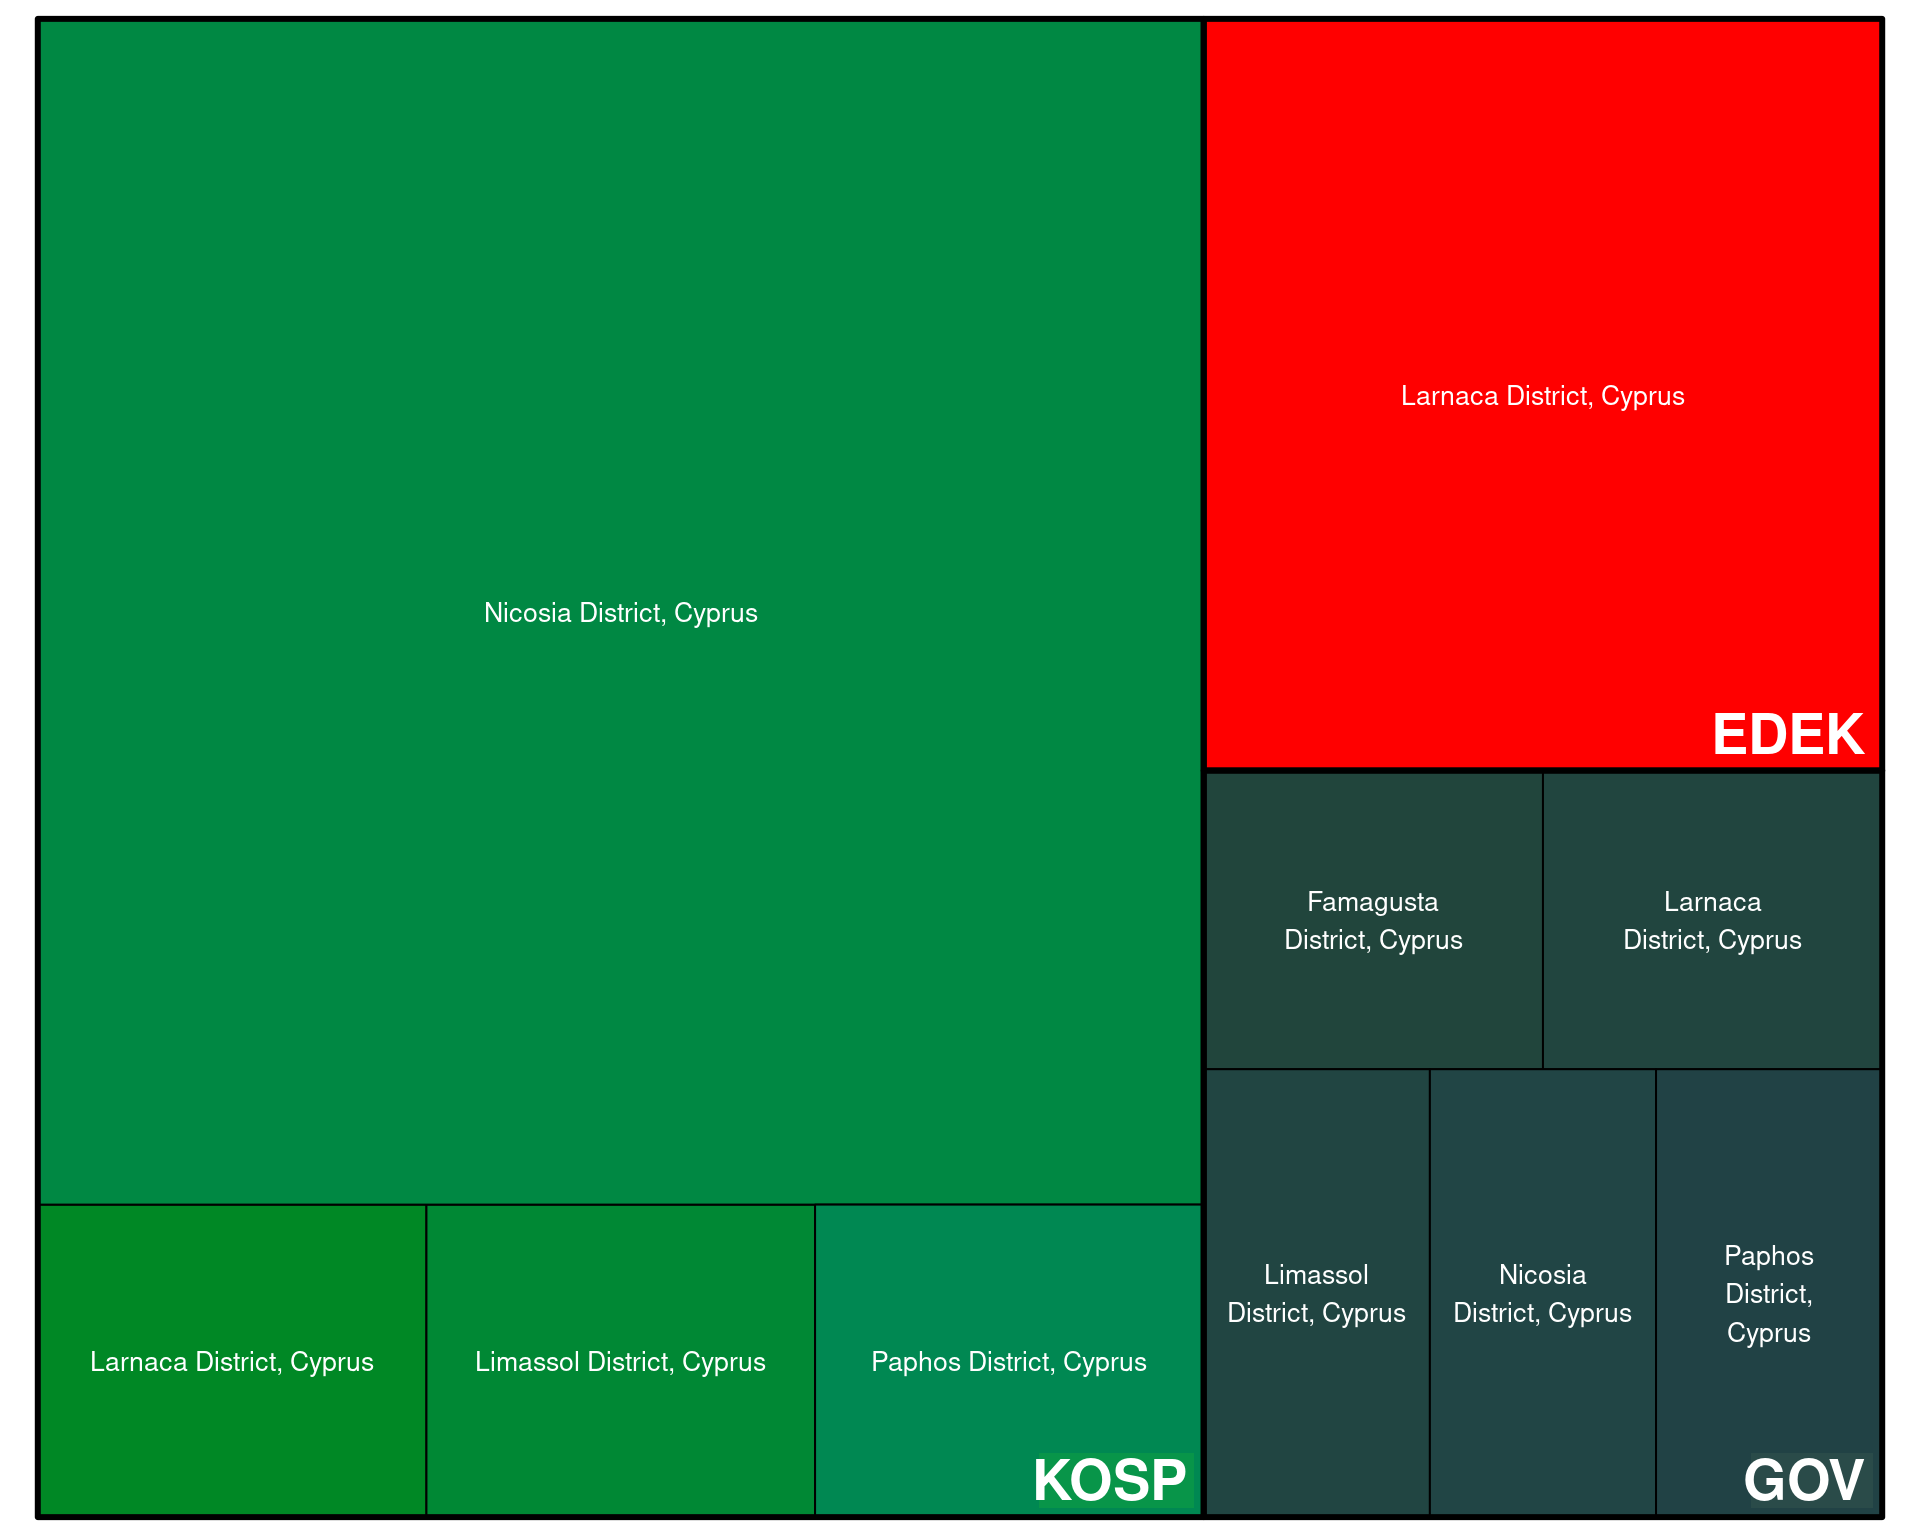 Nicosia District, Cyprus
Larnaca District, Cyprus
Limassol District, Cyprus
Paphos District, Cyprus
KOSP
Larnaca District, Cyprus
EDEK
Famagusta
District, Cyprus
Larnaca
District, Cyprus
Limassol
District, Cyprus
Nicosia
District, Cyprus
Paphos
District,
Cyprus
GOV